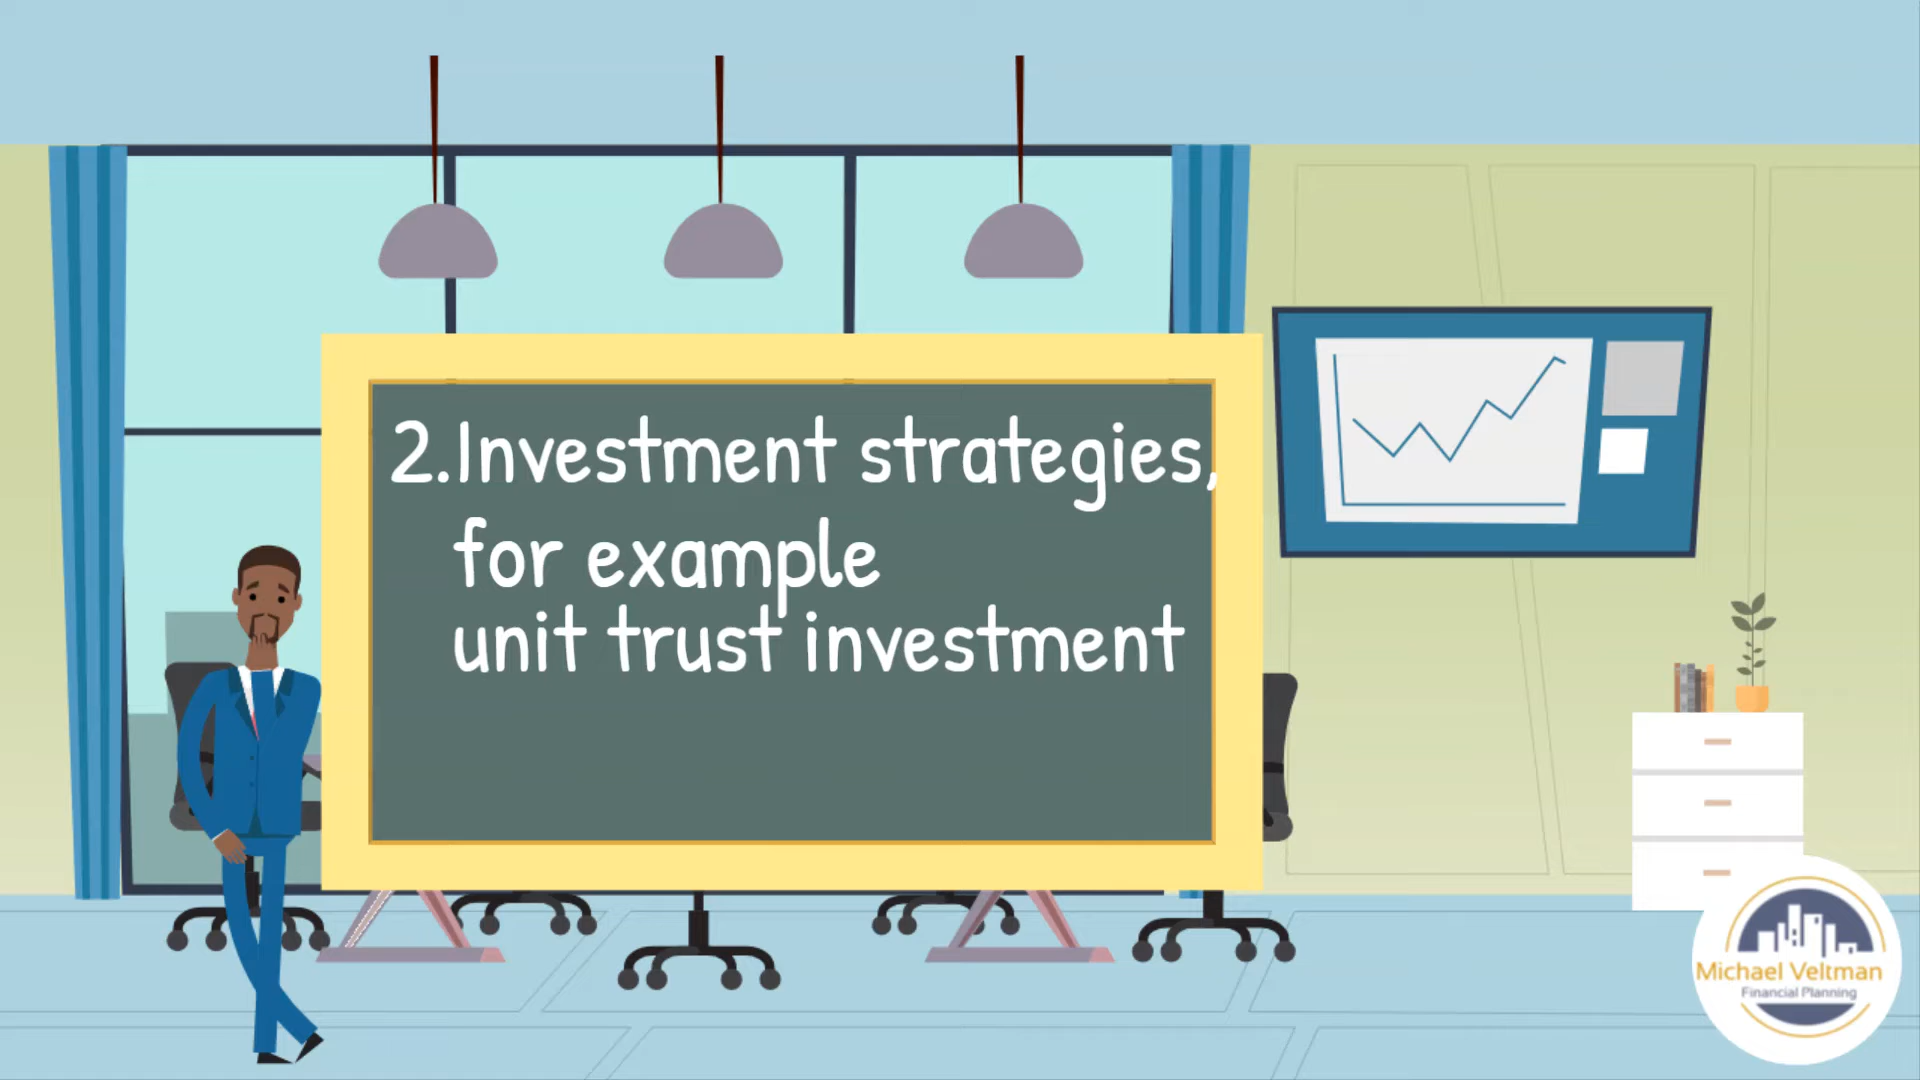 2.Investment strategies,
for example
unit trust investment
Michael Veltman
Financial Planning